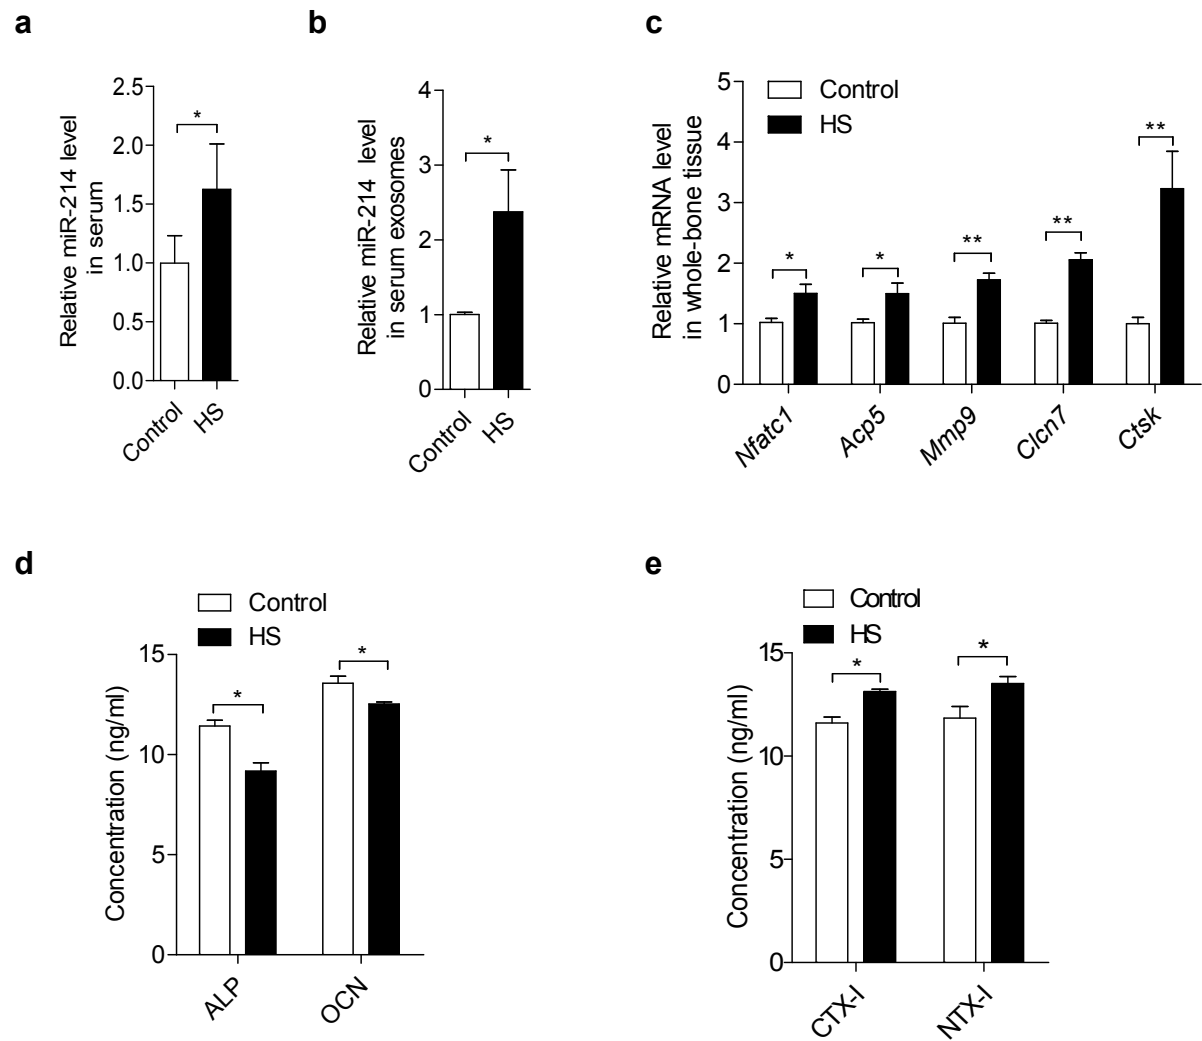 a
Relative miR-214 level
in serum
2.5
2.0
1.5
1.0
0.5
0.0
*
Control
HS
b
Relative miR-214 level
in serum exosomes
4
3
2
1
0
*
Control
HS
c
Relative mRNA level
in whole-bone tissue
5
4
3
2
1
0
Control
HS
*
*
**
**
**
Nfatc1
Acp5
Mmp9
Clcn7
Ctsk
d
Concentration (ng/ml)
15
10
5
0
Control
HS
*
*
ALP
OCN
e
Concentration (ng/ml)
15
10
5
0
Control
HS
*
*
CTX-I
NTX-I